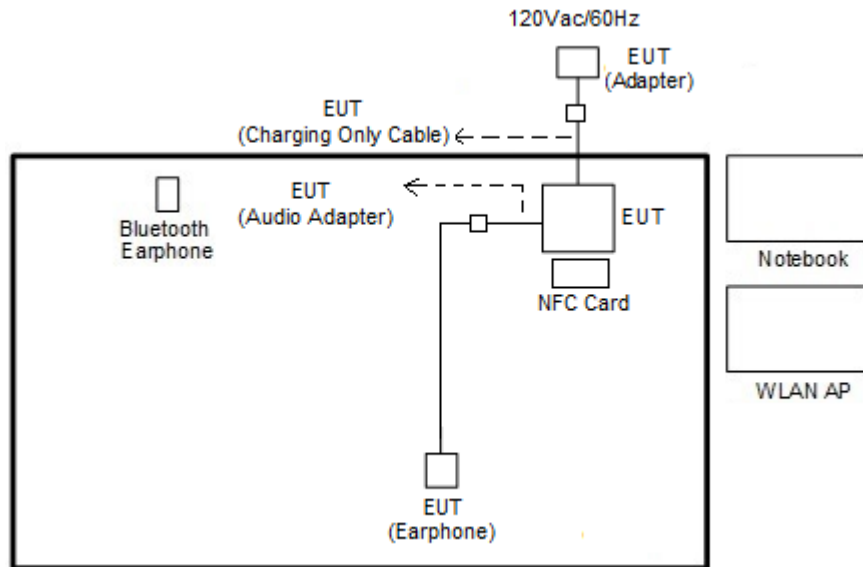 120Vac/60Hz
EUT
(Adapter)
EUT
(Charging Only Cable)
EUT
(Audio Adapter)
Bluetooth
Earphone
EUT
NFC Card
Notebook
WLAN AP
EUT
(Earphone)